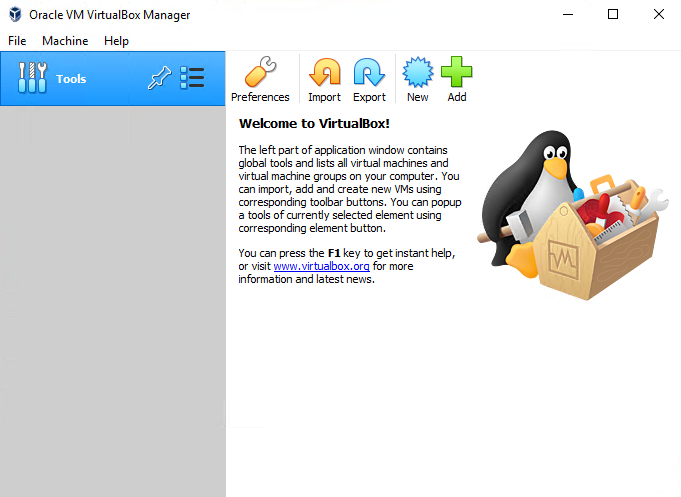 Oracle VM VirtualBox Manager
File Machine Help
Tools
Preferences Import Export New Add
Welcome to VirtualBox!
The left part of application window contains
global tools and lists all virtual machines and
virtual machine groups on your computer. You
can import, add and create new VMs using
corresponding toolbar buttons. You can popup
a tools of currently selected element using
corresponding element button.
You can press the F1 key to get instant help,
or visit www.virtualbox.org for more
information and latest news.